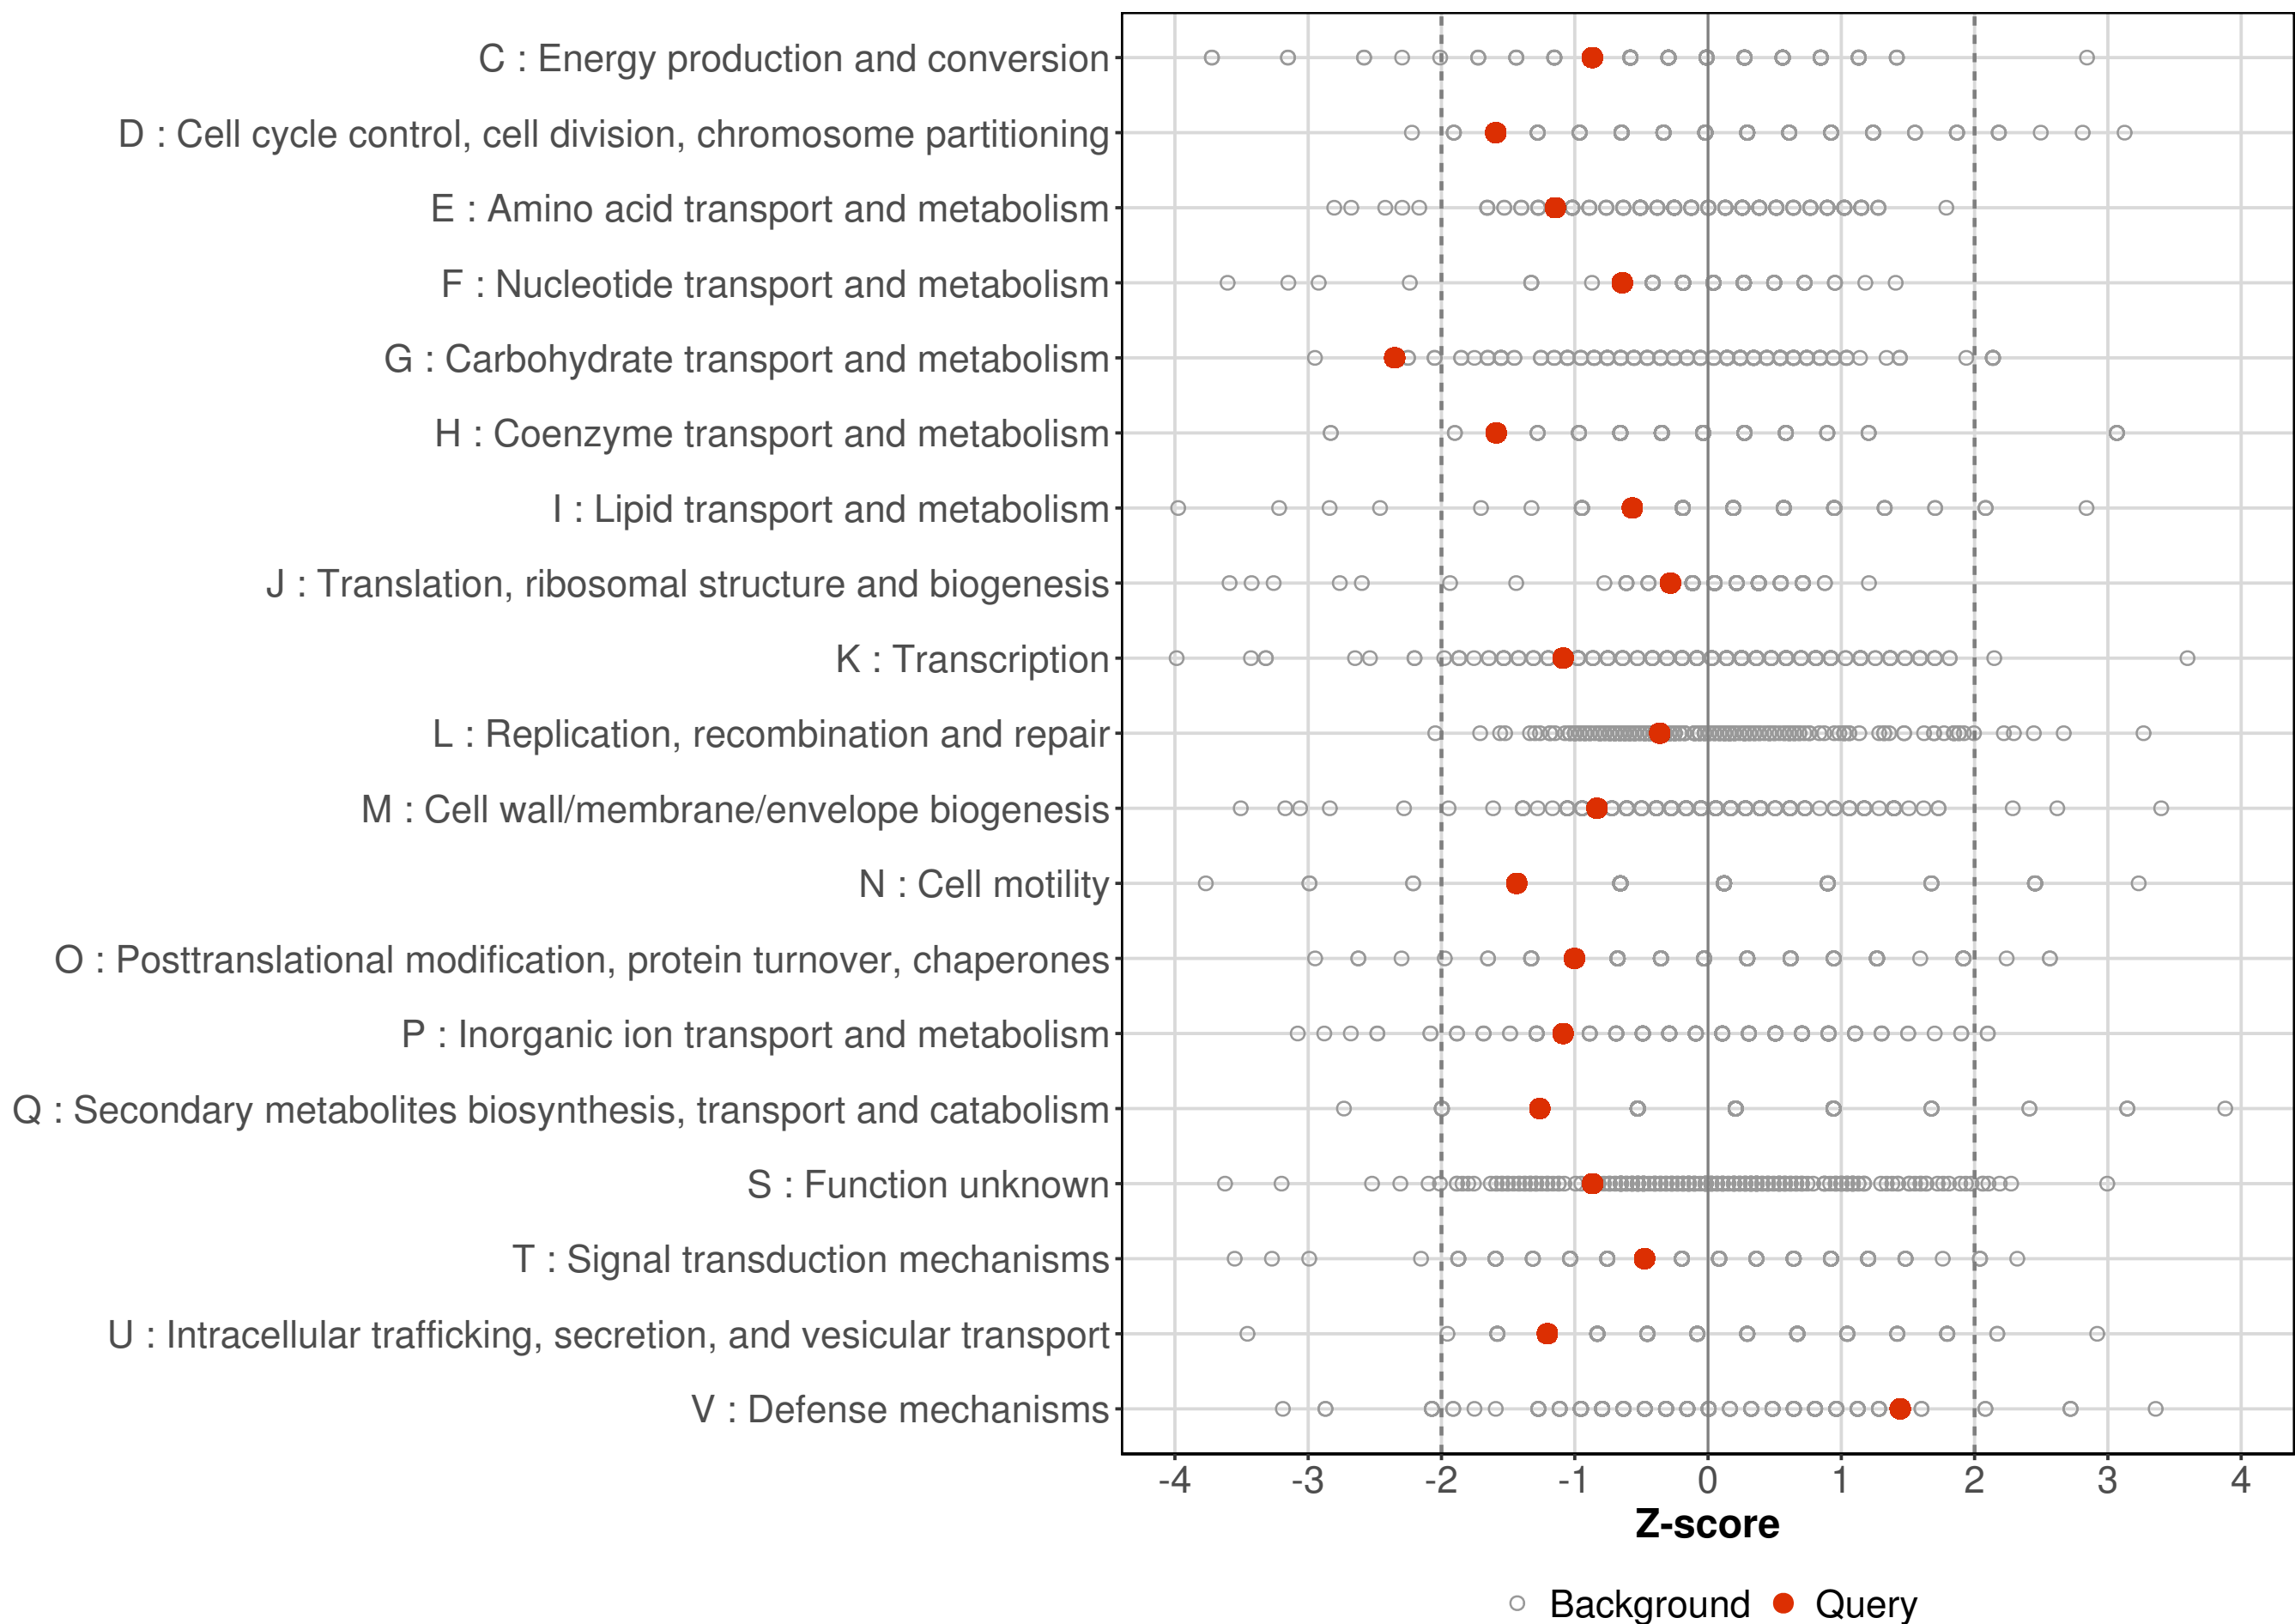 C : Energy production and conversion
D : Cell cycle control, cell division, chromosome partitioning
E : Amino acid transport and metabolism
F : Nucleotide transport and metabolism
G : Carbohydrate transport and metabolism
H : Coenzyme transport and metabolism
I : Lipid transport and metabolism
J : Translation, ribosomal structure and biogenesis
K : Transcription
L : Replication, recombination and repair
M : Cell wall/membrane/envelope biogenesis
N : Cell motility
O : Posttranslational modification, protein turnover, chaperones
P : Inorganic ion transport and metabolism
Q : Secondary metabolites biosynthesis, transport and catabolism
S : Function unknown
T : Signal transduction mechanisms
U : Intracellular trafficking, secretion, and vesicular transport
V : Defense mechanisms
-4 -3 -2 -1 0 1 2 3 4
Z-score
Background Query